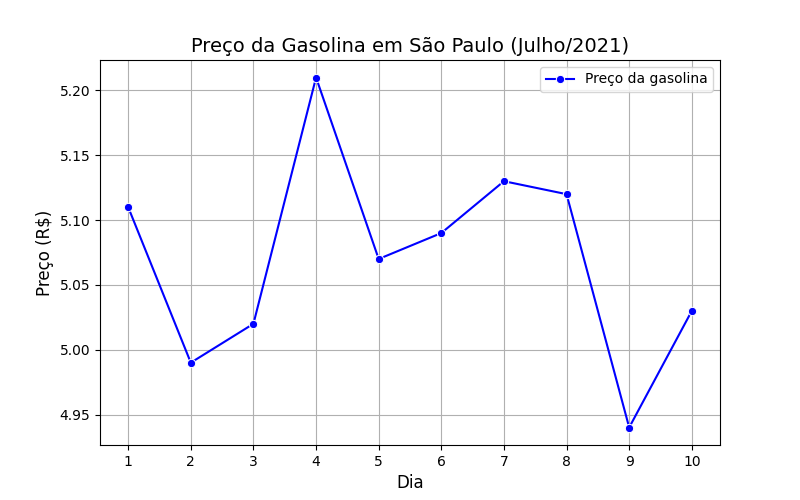 Preço da Gasolina em São Paulo (Julho/2021)
Preço da gasolina
5.20
5.15
5.10
5.05
5.00
4.95
Preço (R$)
1 2 3 4 5 6 7 8 9 10
Dia